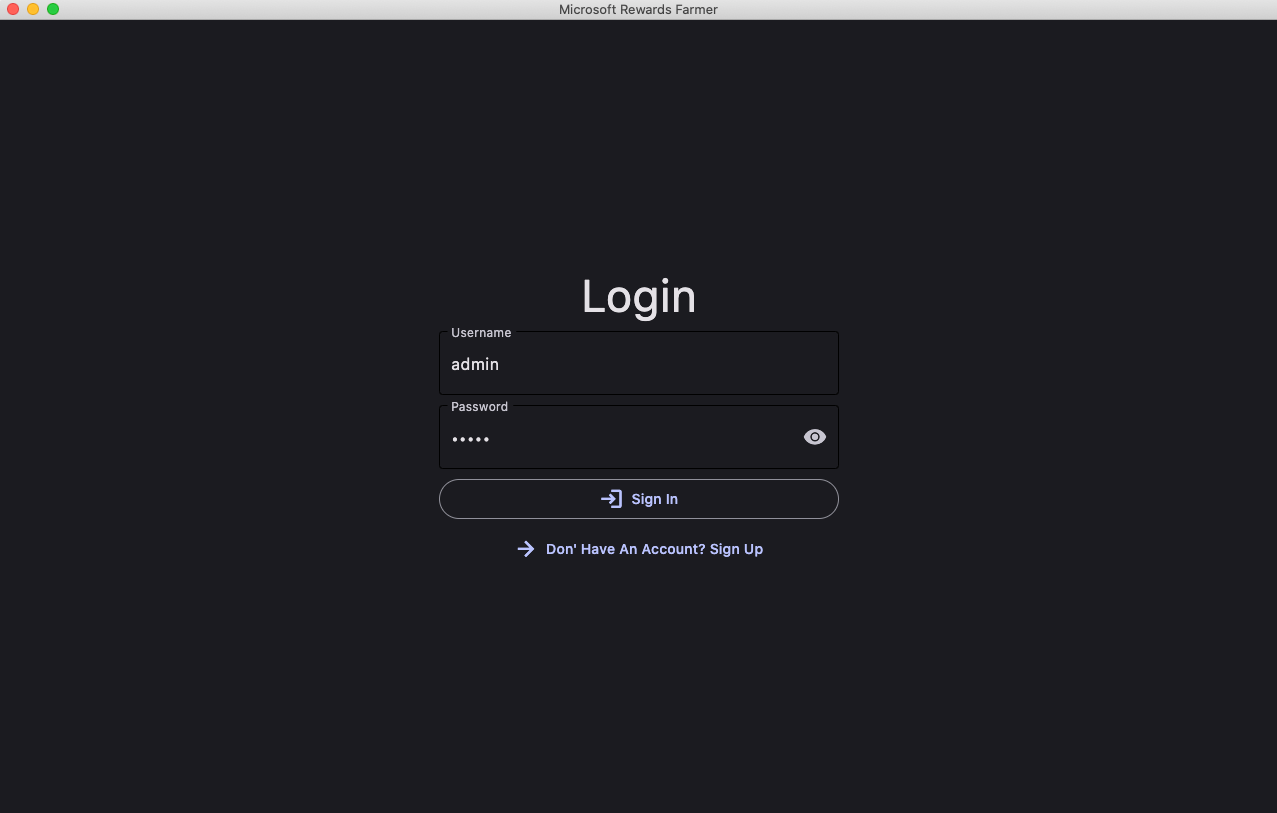 Microsoft Rewards Farmer
Login
Username
admin
Password
•••••
Sign In
Don' Have An Account? Sign Up